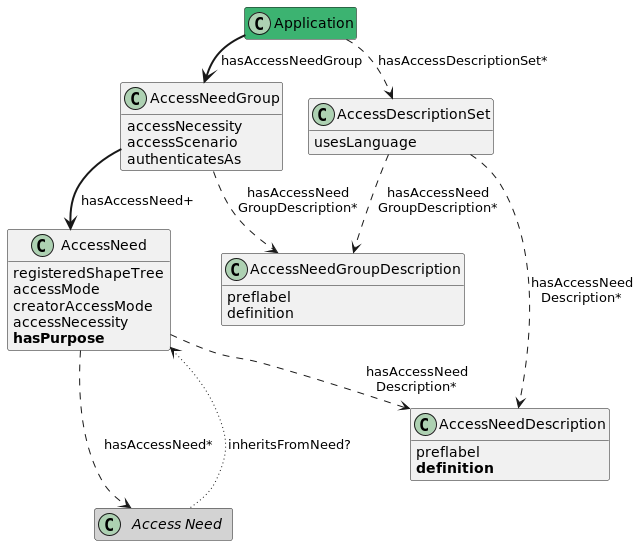 C Application
hasAccessNeedGroup
hasAccessDescriptionSet*
C AccessNeedGroup
accessNecessity
accessScenario
authenticatesAs
C AccessDescriptionSet
usesLanguage
hasAccessNeed+
hasAccessNeed
GroupDescription*
hasAccessNeed
GroupDescription*
C AccessNeed
registeredShapeTree
accessMode
creatorAccessMode
accessNecessity
hasPurpose
C AccessNeedGroupDescription
preflabel
definition
hasAccessNeed
Description*
hasAccessNeed
Description*
C AccessNeedDescription
preflabel
definition
hasAccessNeed*
inheritsFromNeed?
C Access Need